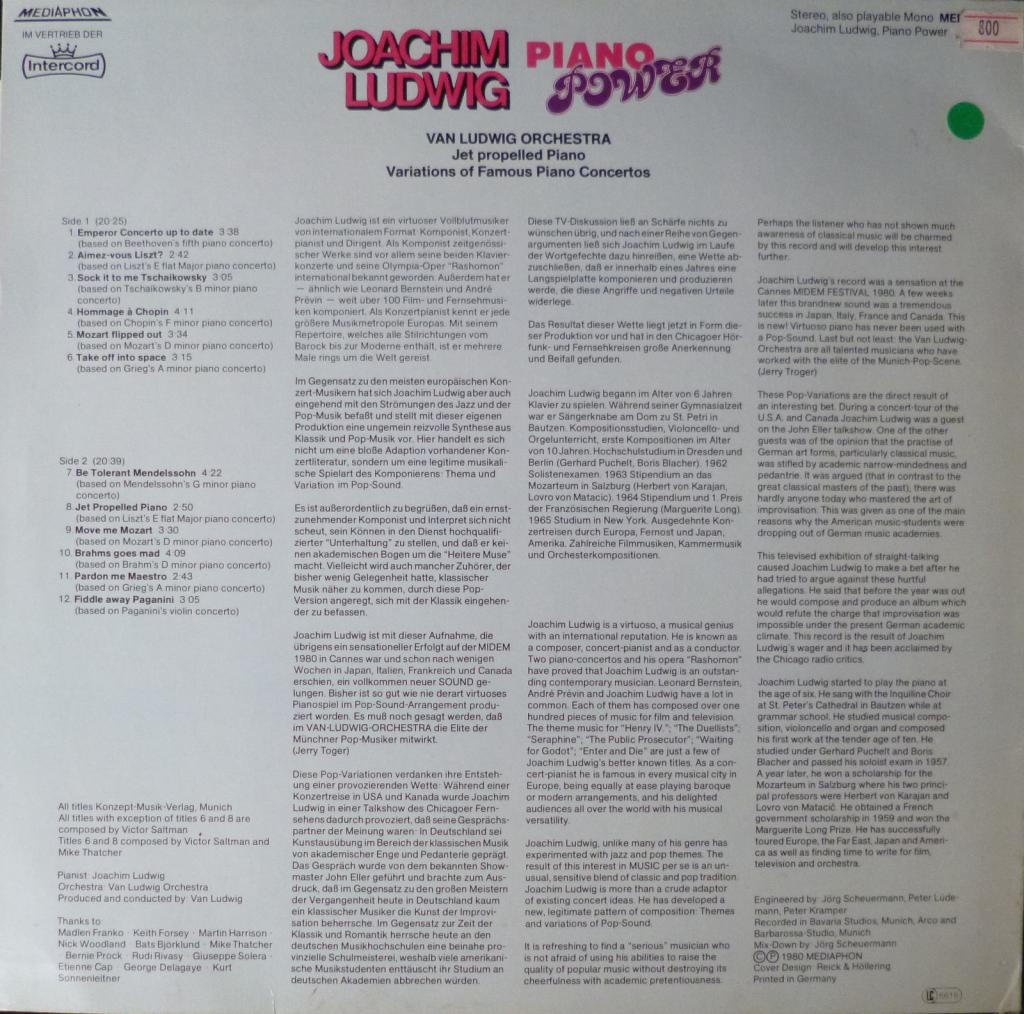 MEDIAPHON
IM VERTRIEB DER
Intercord
JOACHIM
LUDWIG
PIANO
POWER
Stereo, also playable Mono
Joachim Ludwig, Piano Power
800
VAN LUDWIG ORCHESTRA
Jet propelled Piano
Variations of Famous Piano Concertos
Side 1 (20:25)
1. Emperor Concerto up to date 3:38
(based on Beethoven's fifth piano concerto)
2. Aimez-vous Liszt? 2:42
(based on Liszt's E flat Major piano concerto)
3. Sock it to me Tschaikowsky 3:05
(based on Tschaikowsky's B minor piano
concerto)
4. Hommage à Chopin 4:11
(based on Chopin's F minor piano concerto)
5. Mozart flipped out 3:34
(based on Mozart's D minor piano concerto)
6. Take off into space 3:15
(based on Grieg's A minor piano concerto)
Side 2 (20:39)
7. Be Tolerant Mendelssohn 4:22
(based on Mendelssohn's G minor piano
concerto)
8. Jet Propelled Piano 2:50
(based on Liszt's E flat Major piano concerto)
9. Move me Mozart 3:30
(based on Mozart's D minor piano concerto)
10. Brahms goes mad 4:09
(based on Brahm's D minor piano concerto)
11. Pardon me Maestro 2:43
(based on Grieg's A minor piano concerto)
12. Fiddle away Paganini 3:05
(based on Paganini's violin concerto)
All titles Konzept-Musik-Verlag, Munich
All titles with exception of titles 6 and 8 are
composed by Victor Saltman
Titles 6 and 8 composed by Victor Saltman and
Mike Thatcher
Pianist: Joachim Ludwig
Orchestra: Van Ludwig Orchestra
Produced and conducted by: Van Ludwig
Thanks to:
Madlen Franko · Keith Forsey · Martin Harrison ·
Nick Woodland · Bats Björklund · Mike Thatcher
· Bernie Prock · Rudi Rivasy · Giuseppe Solera ·
Etienne Cap · George Delagaye · Kurt
Sonnenleitner
Joachim Ludwig ist ein virtuoser Vollblutmusiker
von internationalem Format: Komponist, Konzert-
pianist und Dirigent. Als Komponist zeitgenössi-
scher Werke sind vor allem seine beiden Klavier-
konzerte und seine Olympia-Oper "Rashomon"
international bekannt geworden. Außerdem hat er
— ähnlich wie Leonard Bernstein und André
Prévin — weit über 100 Film- und Fernsehmusi-
ken komponiert. Als Konzertpianist kennt er jede
größere Musikmetropole Europas. Mit seinem
Repertoire, welches alle Stilrichtungen vom
Barock bis zur Moderne enthält, ist er mehrere
Male rings um die Welt gereist.
Im Gegensatz zu den meisten europäischen Kon-
zert-Musikern hat sich Joachim Ludwig aber auch
eingehend mit den Strömungen des Jazz und der
Pop-Musik befaßt und stellt mit dieser eigenen
Produktion eine ungemein reizvolle Synthese aus
Klassik und Pop-Musik vor. Hier handelt es sich
nicht um eine bloße Adaption vorhandener Kon-
zertliteratur, sondern um eine legitime musikali-
sche Spielart des Komponierens: Thema und
Variation im Pop-Sound.
Es ist außerordentlich zu begrüßen, daß ein ernst-
zunehmender Komponist und Interpret sich nicht
scheut, sein Können in den Dienst hochqualifi-
zierter "Unterhaltung" zu stellen, und daß er kei-
nen akademischen Bogen um die "Heitere Muse"
macht. Vielleicht wird auch mancher Zuhörer, der
bisher wenig Gelegenheit hatte, klassischer
Musik näher zu kommen, durch diese Pop-
Version angeregt, sich mit der Klassik eingehen-
der zu befassen.
Joachim Ludwig ist mit dieser Aufnahme, die
übrigens ein sensationeller Erfolg auf der MIDEM
1980 in Cannes war und schon nach wenigen
Wochen in Japan, Italien, Frankreich und Canada
erschien, ein vollkommen neuer SOUND ge-
lungen. Bisher ist so gut wie nie derart virtuoses
Pianospiel im Pop-Sound-Arrangement produ-
ziert worden. Es muß noch gesagt werden, daß
im VAN-LUDWIG-ORCHESTRA die Elite der
Münchner Pop-Musiker mitwirkt.
(Jerry Toger)
Diese Pop-Variationen verdanken ihre Entsteh-
ung einer provozierenden Wette: Während einer
Konzertreise in USA und Kanada wurde Joachim
Ludwig in einer Talkshow des Chicagoer Fern-
sehens dadurch provoziert, daß seine Gesprächs-
partner der Meinung waren: In Deutschland sei
Kunstausübung im Bereich der klassischen Musik
von akademischer Enge und Pedanterie geprägt.
Das Gespräch wurde von dem bekannten Show-
master John Eller geführt und brachte zum Aus-
druck, daß im Gegensatz zu den großen Meistern
der Vergangenheit heute in Deutschland kaum
ein klassischer Musiker die Kunst der Improvi-
sation beherrsche. Im Gegensatz zur Zeit der
Klassik und Romantik herrsche heute an den
deutschen Musikhochschulen eine beinahe pro-
vinzielle Schulmeisterei, weshalb viele amerikani-
sche Musikstudenten enttäuscht ihr Studium an
deutschen Akademien abbrechen würden.
Diese TV-Diskussion ließ an Schärfe nichts zu
wünschen übrig, und nach einer Reihe von Gegen-
argumenten ließ sich Joachim Ludwig im Laufe
der Wortgefechte dazu hinreißen, eine Wette ab-
zuschließen, daß er innerhalb eines Jahres eine
Langspielplatte komponieren und produzieren
werde, die diese Angriffe und negativen Urteile
widerlege.
Das Resultat dieser Wette liegt jetzt in Form die-
ser Produktion vor und hat in den Chicagoer Hör-
funk- und Fernsehkreisen große Anerkennung
und Beifall gefunden.
Joachim Ludwig begann im Alter von 6 Jahren
Klavier zu spielen. Während seiner Gymnasialzeit
war er Sängerknabe am Dom zu St. Petri in
Bautzen. Kompositionsstudien, Violoncello- und
Orgelunterricht, erste Kompositionen im Alter
von 10 Jahren. Hochschulstudium in Dresden und
Berlin (Gerhard Puchelt, Boris Blacher). 1962
Solistenexamen. 1963 Stipendium an das
Mozarteum in Salzburg (Herbert von Karajan,
Lovro von Matacic). 1964 Stipendium und 1. Preis
der Französischen Regierung (Marguerite Long).
1965 Studium in New York. Ausgedehnte Kon-
zertreisen durch Europa, Fernost und Japan,
Amerika. Zahlreiche Filmmusiken, Kammermusik
und Orchesterkompositionen.
Joachim Ludwig is a virtuoso, a musical genius
with an international reputation. He is known as
a composer, concert-pianist and as a conductor.
Two piano-concertos and his opera "Rashomon"
have proved that Joachim Ludwig is an outstan-
ding contemporary musician. Leonard Bernstein,
André Prévin and Joachim Ludwig have a lot in
common. Each of them has composed over one
hundred pieces of music for film and television.
The theme music for "Henry IV."; "The Duellists";
"Seraphine"; "The Public Prosecutor"; "Waiting
for Godot"; "Enter and Die" are just a few of
Joachim Ludwig's better known titles. As a con-
cert-pianist he is famous in every musical city in
Europe, being equally at ease playing baroque
or modern arrangements, and his delighted
audiences all over the world with his musical
versatility.
Joachim Ludwig, unlike many of his genre has
experimented with jazz and pop themes. The
result of this interest in MUSIC per se is an un-
usual, sensitive blend of classic and pop tradition.
Joachim Ludwig is more than a crude adaptor
of existing concert ideas. He has developed a
new, legitimate pattern of composition: Themes
and variations of Pop-Sound.
It is refreshing to find a "serious" musician who
is not afraid of using his abilities to raise the
quality of popular music without destroying its
cheerfulness with academic pretentiousness.
Perhaps the listener who has not shown much
awareness of classical music will be charmed
by this record and will develop this interest
further.
Joachim Ludwig's record was a sensation at the
Cannes MIDEM FESTIVAL 1980. A few weeks
later this brandnew sound was a tremendous
success in Japan, Italy, France and Canada. This
is new! Virtuoso piano has never been used with
a Pop-Sound. Last but not least: the Van Ludwig-
Orchestra are all talented musicians who have
worked with the elite of the Munich-Pop-Scene.
(Jerry Troger)
These Pop-Variations are the direct result of
an interesting bet. During a concert-tour of the
U.S.A. and Canada Joachim Ludwig was a guest
on the John Eller talkshow. One of the other
guests was of the opinion that the practise of
German art forms, particularly classical music,
was stifled by academic narrow-mindedness and
pedantrie. It was argued (that in contrast to the
great classical masters of the past), there was
hardly anyone today who mastered the art of
improvisation. This was given as one of the main
reasons why the American music-students were
dropping out of German music academies.
This televised exhibition of straight-talking
caused Joachim Ludwig to make a bet after he
had tried to argue against these hurtful
allegations. He said that before the year was out
he would compose and produce an album which
would refute the charge that improvisation was
impossible under the present German academic
climate. This record is the result of Joachim
Ludwig's wager and it has been acclaimed by
the Chicago radio critics.
Joachim Ludwig started to play the piano at
the age of six. He sang with the Inquiline Choir
at St. Peter's Cathedral in Bautzen while at
grammar school. He studied musical compo-
sition, violoncello and organ and composed
his first work at the tender age of ten. He
studied under Gerhard Puchelt and Boris
Blacher and passed his soloist exam in 1957.
A year later, he won a scholarship for the
Mozarteum in Salzburg where his two princi-
pal professors were Herbert von Karajan and
Lovro von Matacić. He obtained a French
government scholarship in 1959 and won the
Marguerite Long Prize. He has successfully
toured Europe, the Far East, Japan and Ameri-
ca as well as finding time to write for film,
television and orchestra.
Engineered by: Jörg Scheuermann, Peter Lüde-
mann, Peter Kramper
Recorded in Bavaria Studios, Munich, Arco and
Barbarossa-Studio, Munich
Mix-Down by: Jörg Scheuermann
Ⓒ Ⓟ 1980 MEDIAPHON
Cover Design: Reick & Höllering
Printed in Germany
LC